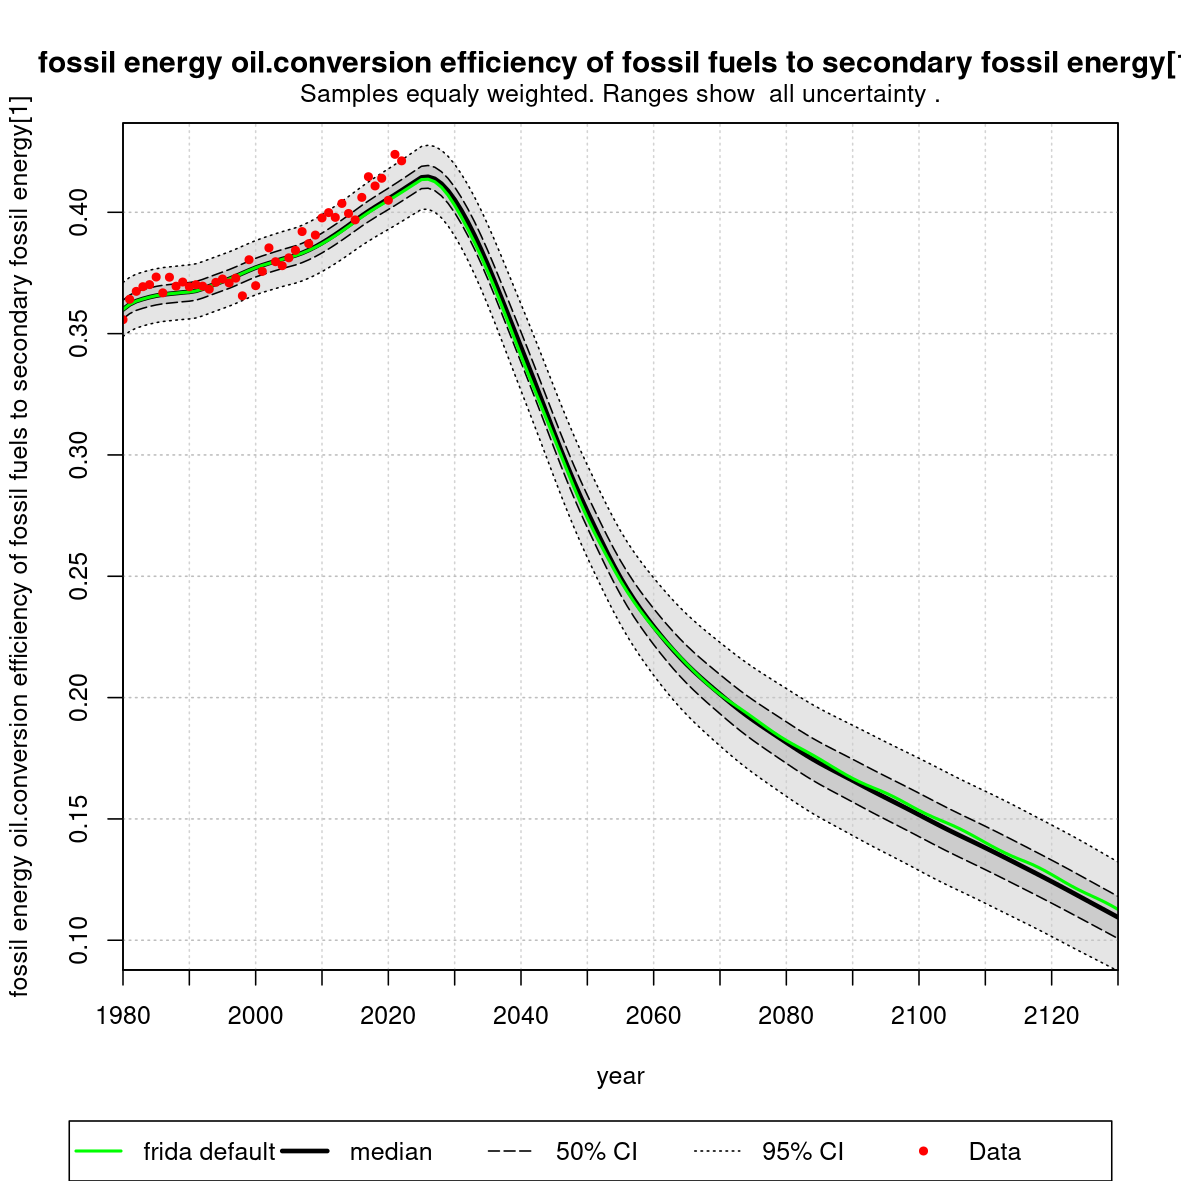 fossil energy oil.conversion efficiency of fossil fuels to secondary fossil energy[
Samples equaly weighted. Ranges show  all uncertainty .
fossil energy oil.conversion efficiency of fossil fuels to secondary fossil energy[1]
0.40
0.35
0.30
0.25
0.20
0.15
0.10
1980 2000 2020 2040 2060 2080 2100 2120
year
frida default median 50% CI 95% CI Data